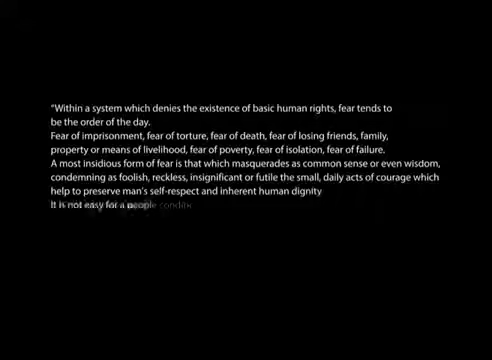 “Within a system which denies the existence of basic human rights, fear tends to
be the order of the day.
Fear of imprisonment, fear of torture, fear of death, fear of losing friends, family,
property or means of livelihood, fear of poverty, fear of isolation, fear of failure.
A most insidious form of fear is that which masquerades as common sense or even wisdom,
condemning as foolish, reckless, insignificant or futile the small, daily acts of courage which
help to preserve man's self-respect and inherent human dignity
It is not easy for a people